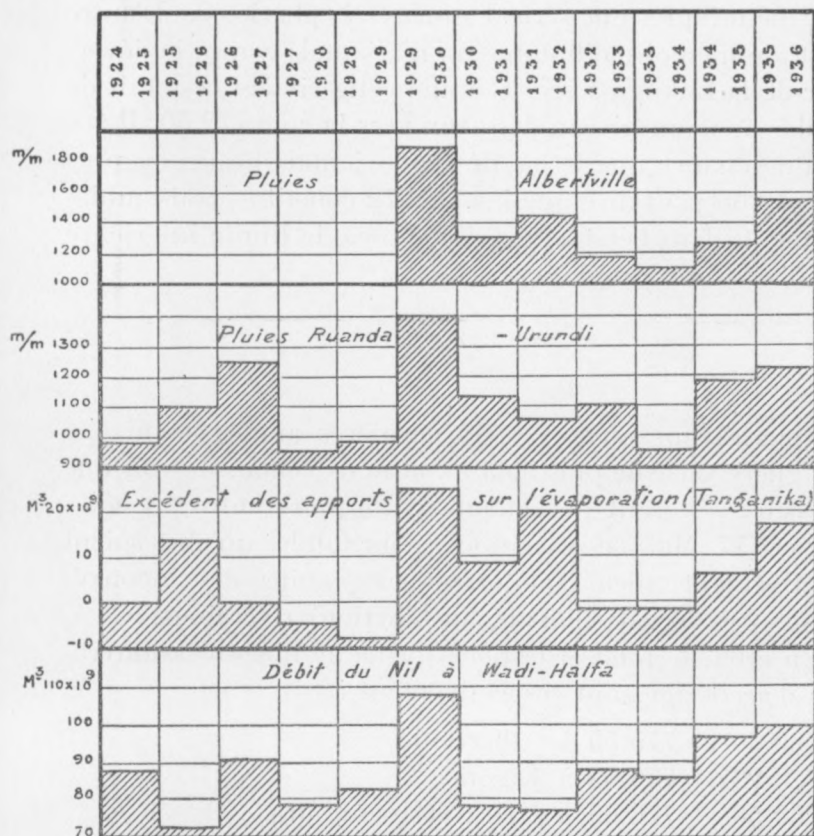 1924 1925 1925 1926 1926 1927 1927 1928 1928 1929 1929 1930 1930 1931 1931 1932 1932 1933 1933 1934 1934 1935 1935 1936
m/m 1800
Pluies Albertville
1600
1400
1200
1000
Pluies Ruanda - Urundi
m/m 1300
1200
1100
1000
900
M³ 20x10⁹ Excédent des apports sur l'évaporation (Tanganika)
10
0
-10
Débit du Nil à Wadi-Halfa
M³ 110x10⁹
100
90
80
70